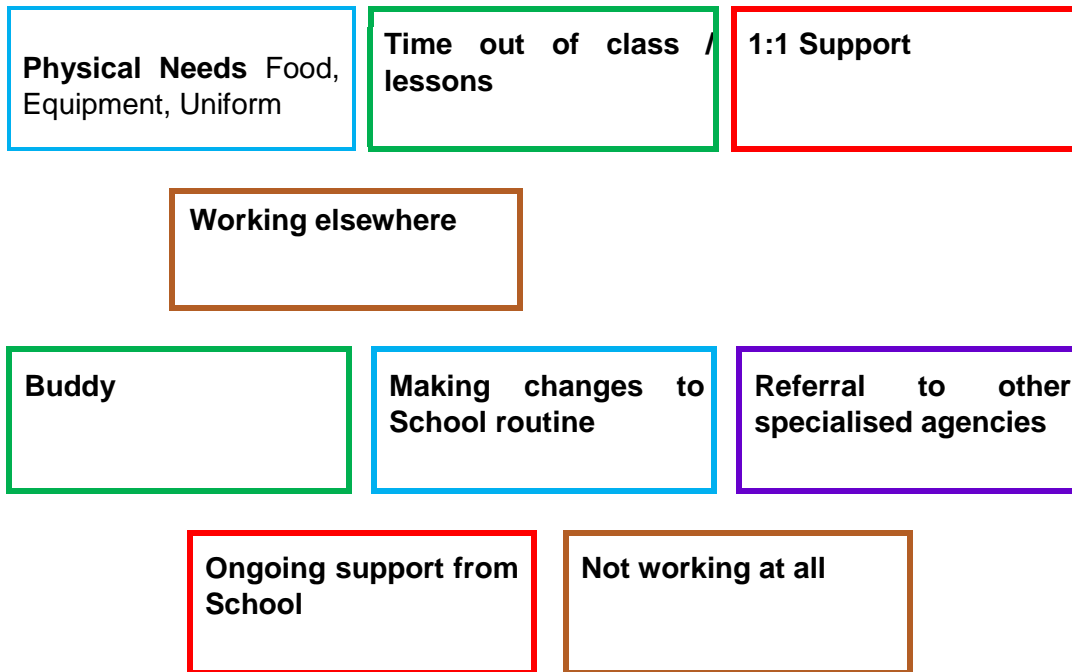 Physical Needs Food,
Equipment, Uniform
Time out of class /
lessons
1:1 Support
Working elsewhere
Buddy
Making changes to
School routine
Referral to other
specialised agencies
Ongoing support from
School
Not working at all